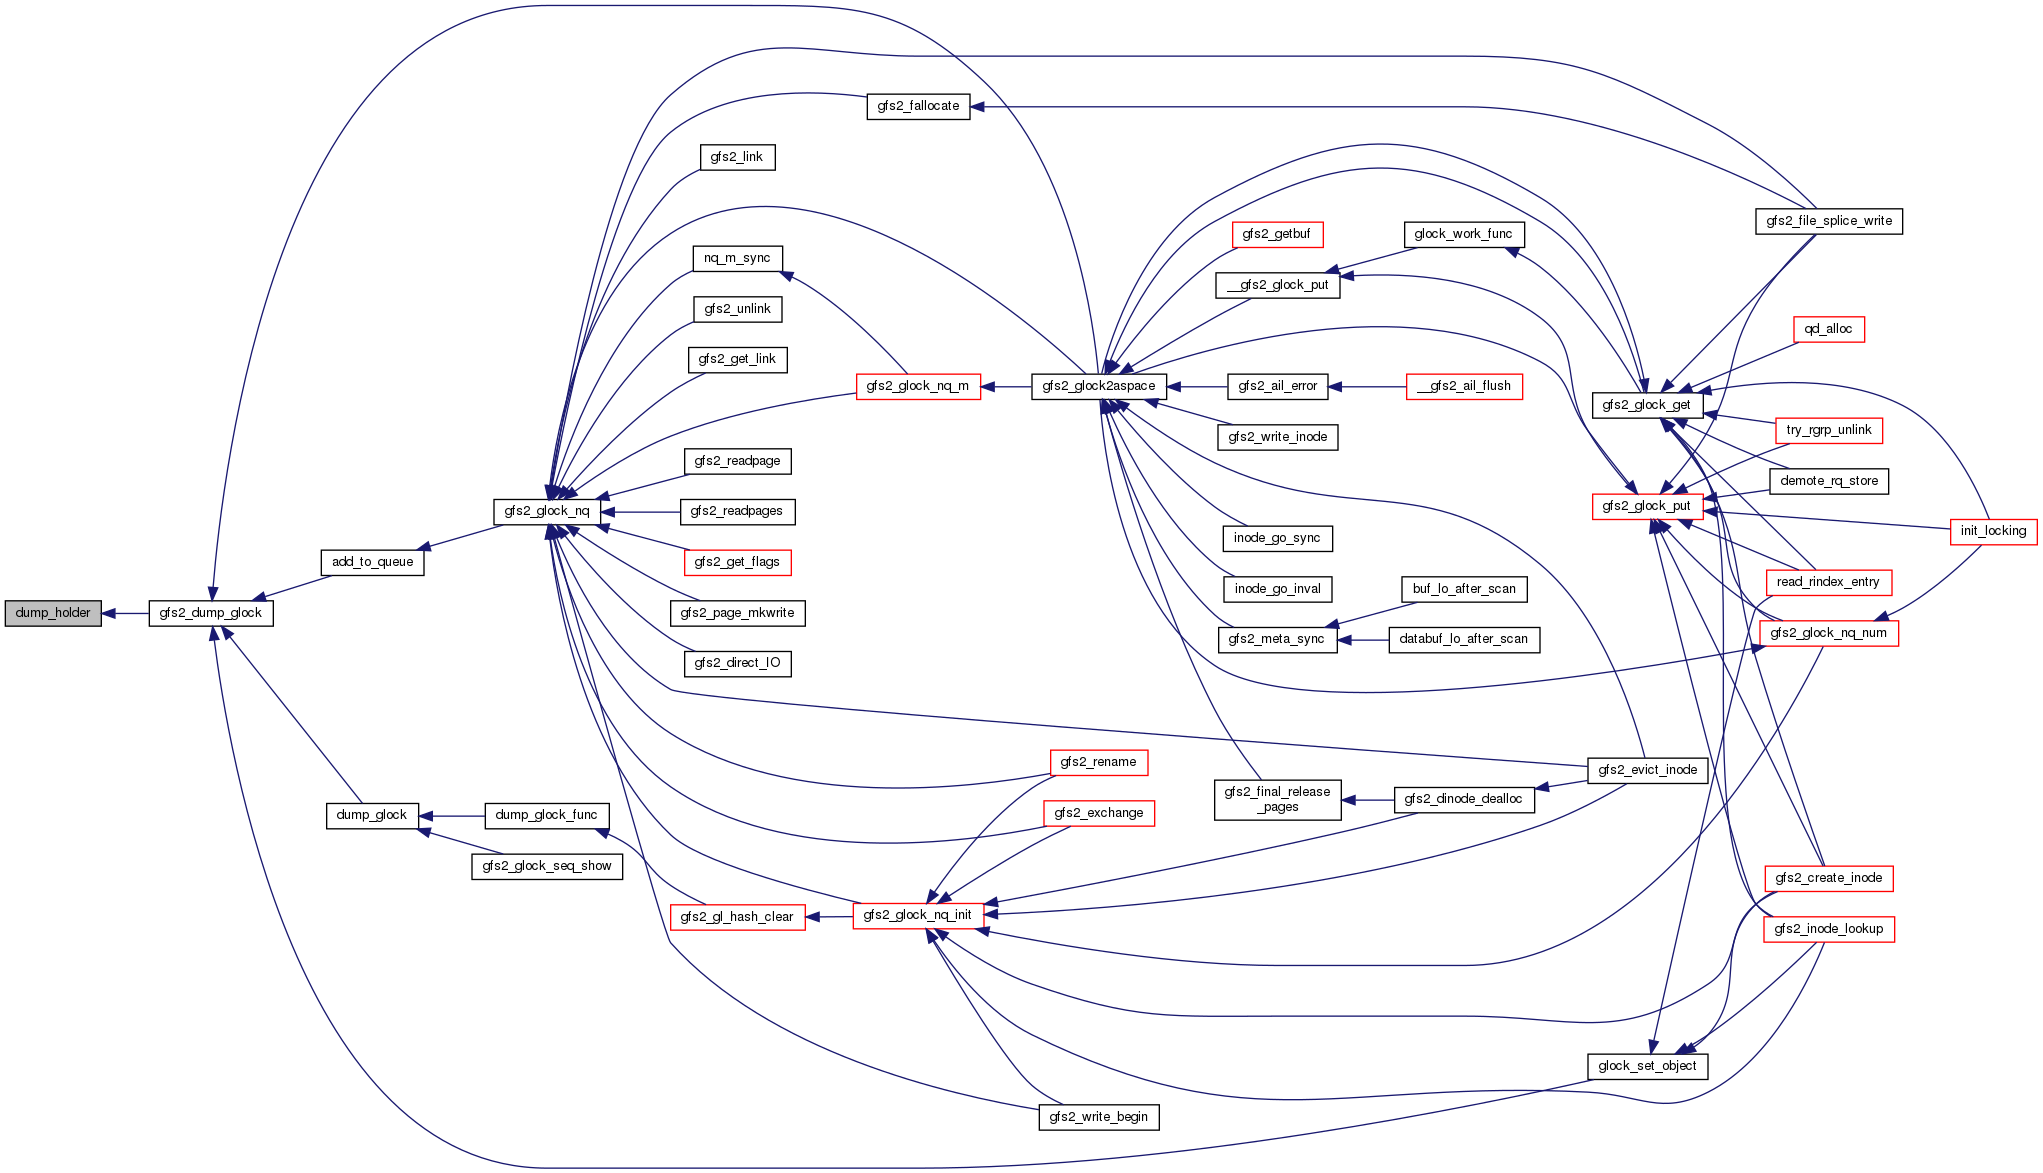 dump_holder
gfs2_dump_glock
add_to_queue
dump_glock
dump_glock_func
gfs2_glock_seq_show
gfs2_glock_nq
gfs2_fallocate
gfs2_link
nq_m_sync
gfs2_unlink
gfs2_get_link
gfs2_glock_nq_m
gfs2_readpage
gfs2_readpages
gfs2_get_flags
gfs2_page_mkwrite
gfs2_direct_IO
gfs2_rename
gfs2_exchange
gfs2_gl_hash_clear
gfs2_glock_nq_init
gfs2_write_begin
gfs2_glock2aspace
gfs2_getbuf
__gfs2_glock_put
glock_work_func
gfs2_ail_error
__gfs2_ail_flush
gfs2_write_inode
inode_go_sync
inode_go_inval
gfs2_meta_sync
buf_lo_after_scan
databuf_lo_after_scan
gfs2_final_release
_pages
gfs2_dinode_dealloc
gfs2_evict_inode
gfs2_glock_get
gfs2_glock_put
glock_set_object
gfs2_file_splice_write
qd_alloc
try_rgrp_unlink
demote_rq_store
init_locking
read_rindex_entry
gfs2_glock_nq_num
gfs2_create_inode
gfs2_inode_lookup